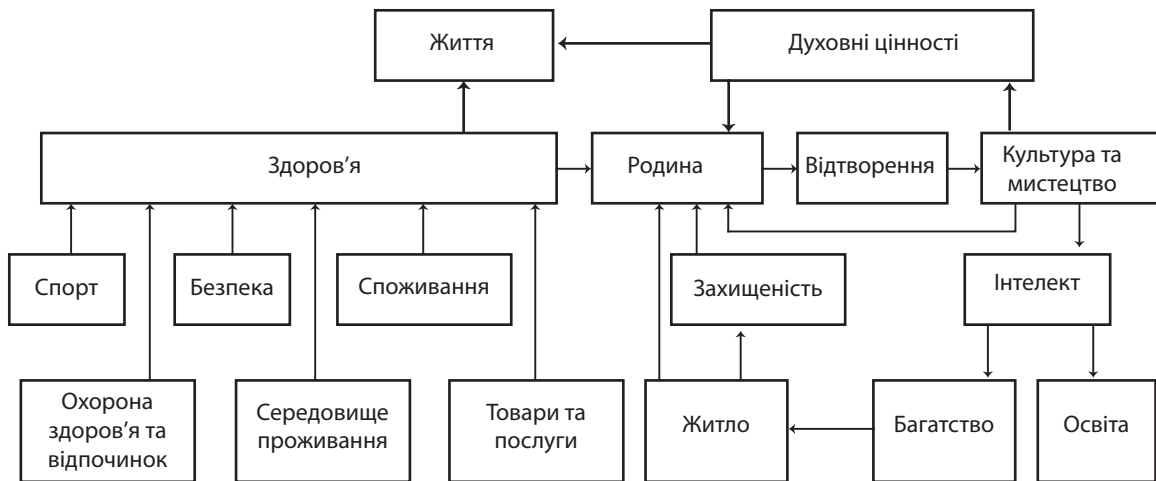 Життя
Духовні цінності
Здоров’я
Родина
Відтворення
Культура та
мистецтво
Спорт
Безпека
Споживання
Захищеність
Інтелект
Охорона
здоров’я та
відпочинок
Середовище
проживання
Товари та
послуги
Житло
Багатство
Освіта